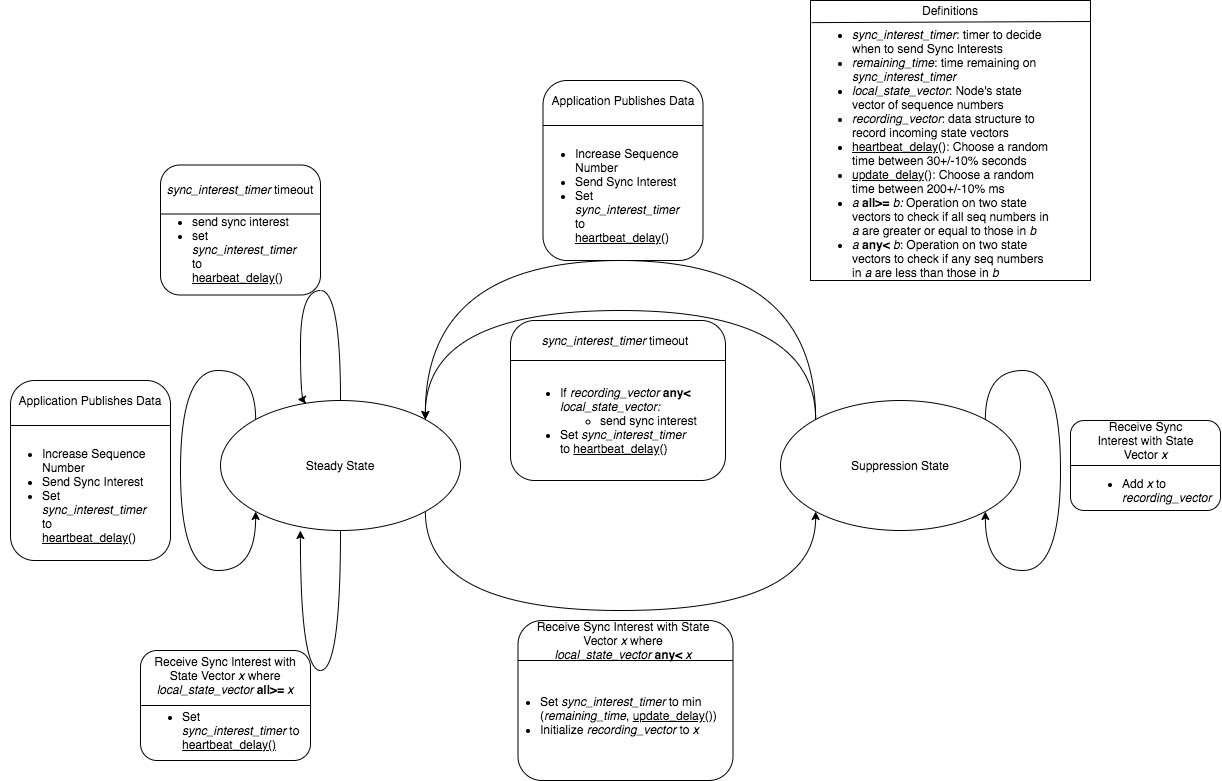 Definitions
sync_interest_timer: timer to decide
when to send Sync Interests
remaining_time: time remaining on
sync_interest_timer
local_state_vector: Node's state
vector of sequence numbers
recording_vector: data structure to
record incoming state vectors
heartbeat_delay(): Choose a random
time between 30+/-10% seconds
update_delay(): Choose a random
time between 200+/-10% ms
a all>= b: Operation on two state
vectors to check if all seq numbers in
a are greater or equal to those in b
a any< b: Operation on two state
vectors to check if any seq numbers
in a are less than those in b
Application Publishes Data
Increase Sequence
Number
Send Sync Interest
Set
sync_interest_timer
to
heartbeat_delay()
sync_interest_timer timeout
send sync interest
set
sync_interest_timer
to
hearbeat_delay()
sync_interest_timer timeout
If recording_vector any<
local_state_vector:
send sync interest
Set sync_interest_timer
to heartbeat_delay()
Application Publishes Data
Increase Sequence
Number
Send Sync Interest
Set
sync_interest_timer
to
heartbeat_delay()
Steady State
Suppression State
Receive Sync
Interest with State
Vector x
Add x to
recording_vector
Receive Sync Interest with
State Vector x where
local_state_vector all>= x
Set
sync_interest_timer to
heartbeat_delay()
Receive Sync Interest with State
Vector x where
local_state_vector any< x
Set sync_interest_timer to min
(remaining_time, update_delay())
Initialize recording_vector to x